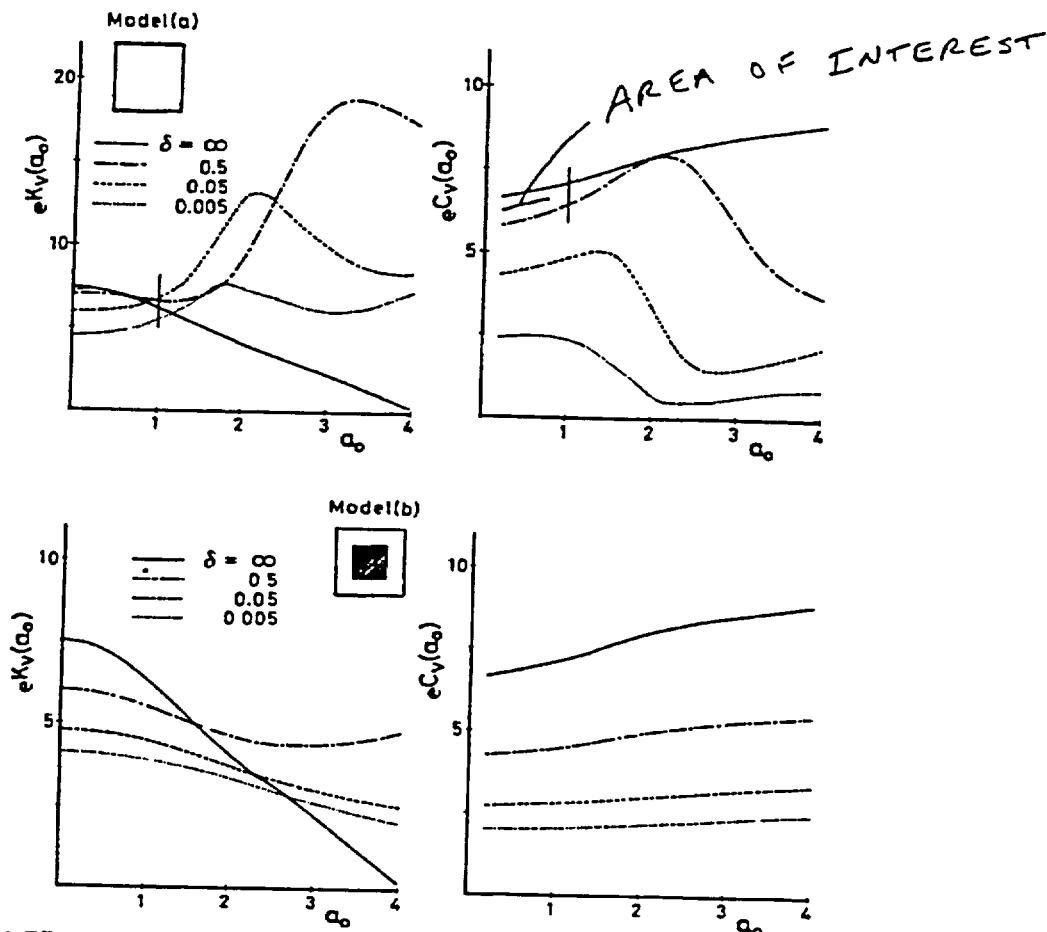 Model(a)
AREA OF INTEREST
20
10
eKv(a₀)
δ = ∞
0.5
0.05
0.005
1
2
3
4
a₀
10
5
eCv(a₀)
1
2
3
4
a₀
Model(b)
10
5
eKv(a₀)
δ = ∞
0 5
0.05
0 005
1
2
3
4
a₀
10
5
eCv(a₀)
1
2
3
4
a₀